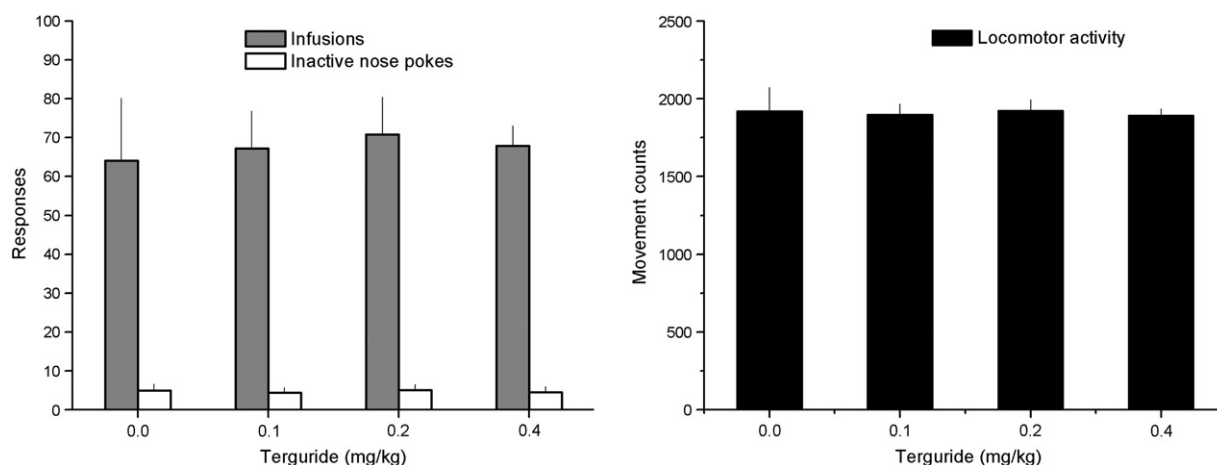 100
90
80
70
60
50
40
30
20
10
0
Responses
Infusions
Inactive nose pokes
0.0 0.1 0.2 0.4
Terguride (mg/kg)
2500
2000
1500
1000
500
0
Movement counts
Locomotor activity
0.0 0.1 0.2 0.4
Terguride (mg/kg)